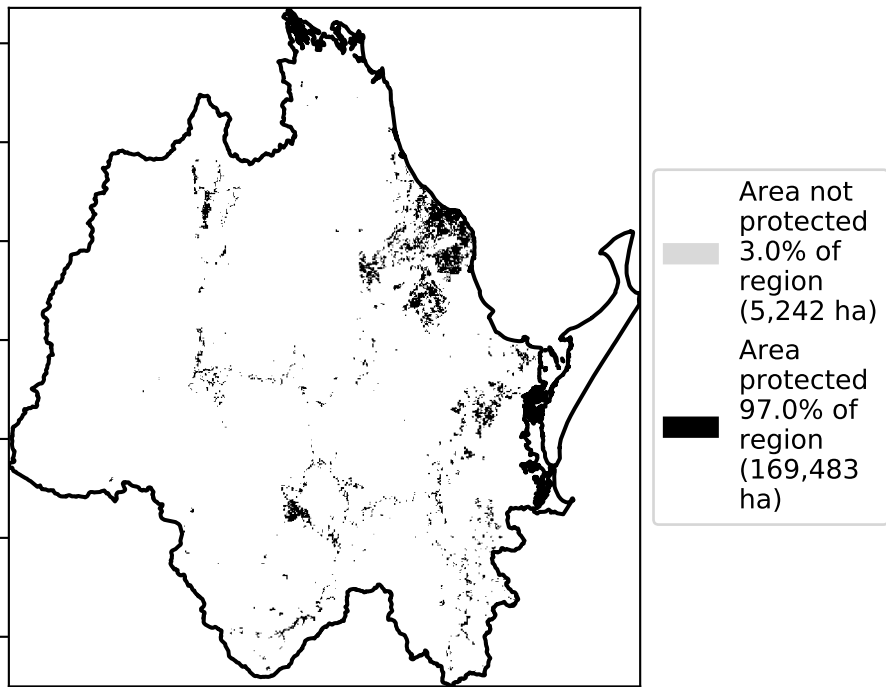 Area not
protected
3.0% of
region
(5,242 ha)
Area
protected
97.0% of
region
(169,483
ha)